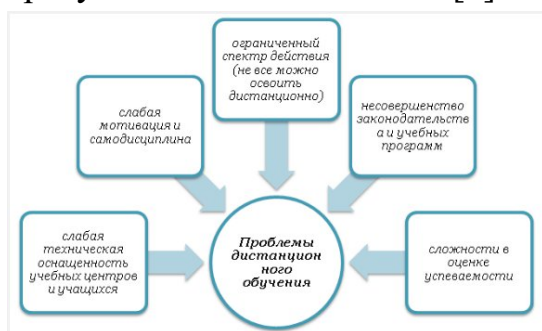 ограниченный
спектр действия
(не все можно
освоить
дистанционно)
слабая
мотивация и
самодисциплина
несовершенство
законодательств
а и учебных
программ
слабая
техническая
оснащенность
учебных центров
и учащихся
Проблемы
дистанцион
ного
обучения
сложности в
оценке
успеваемости